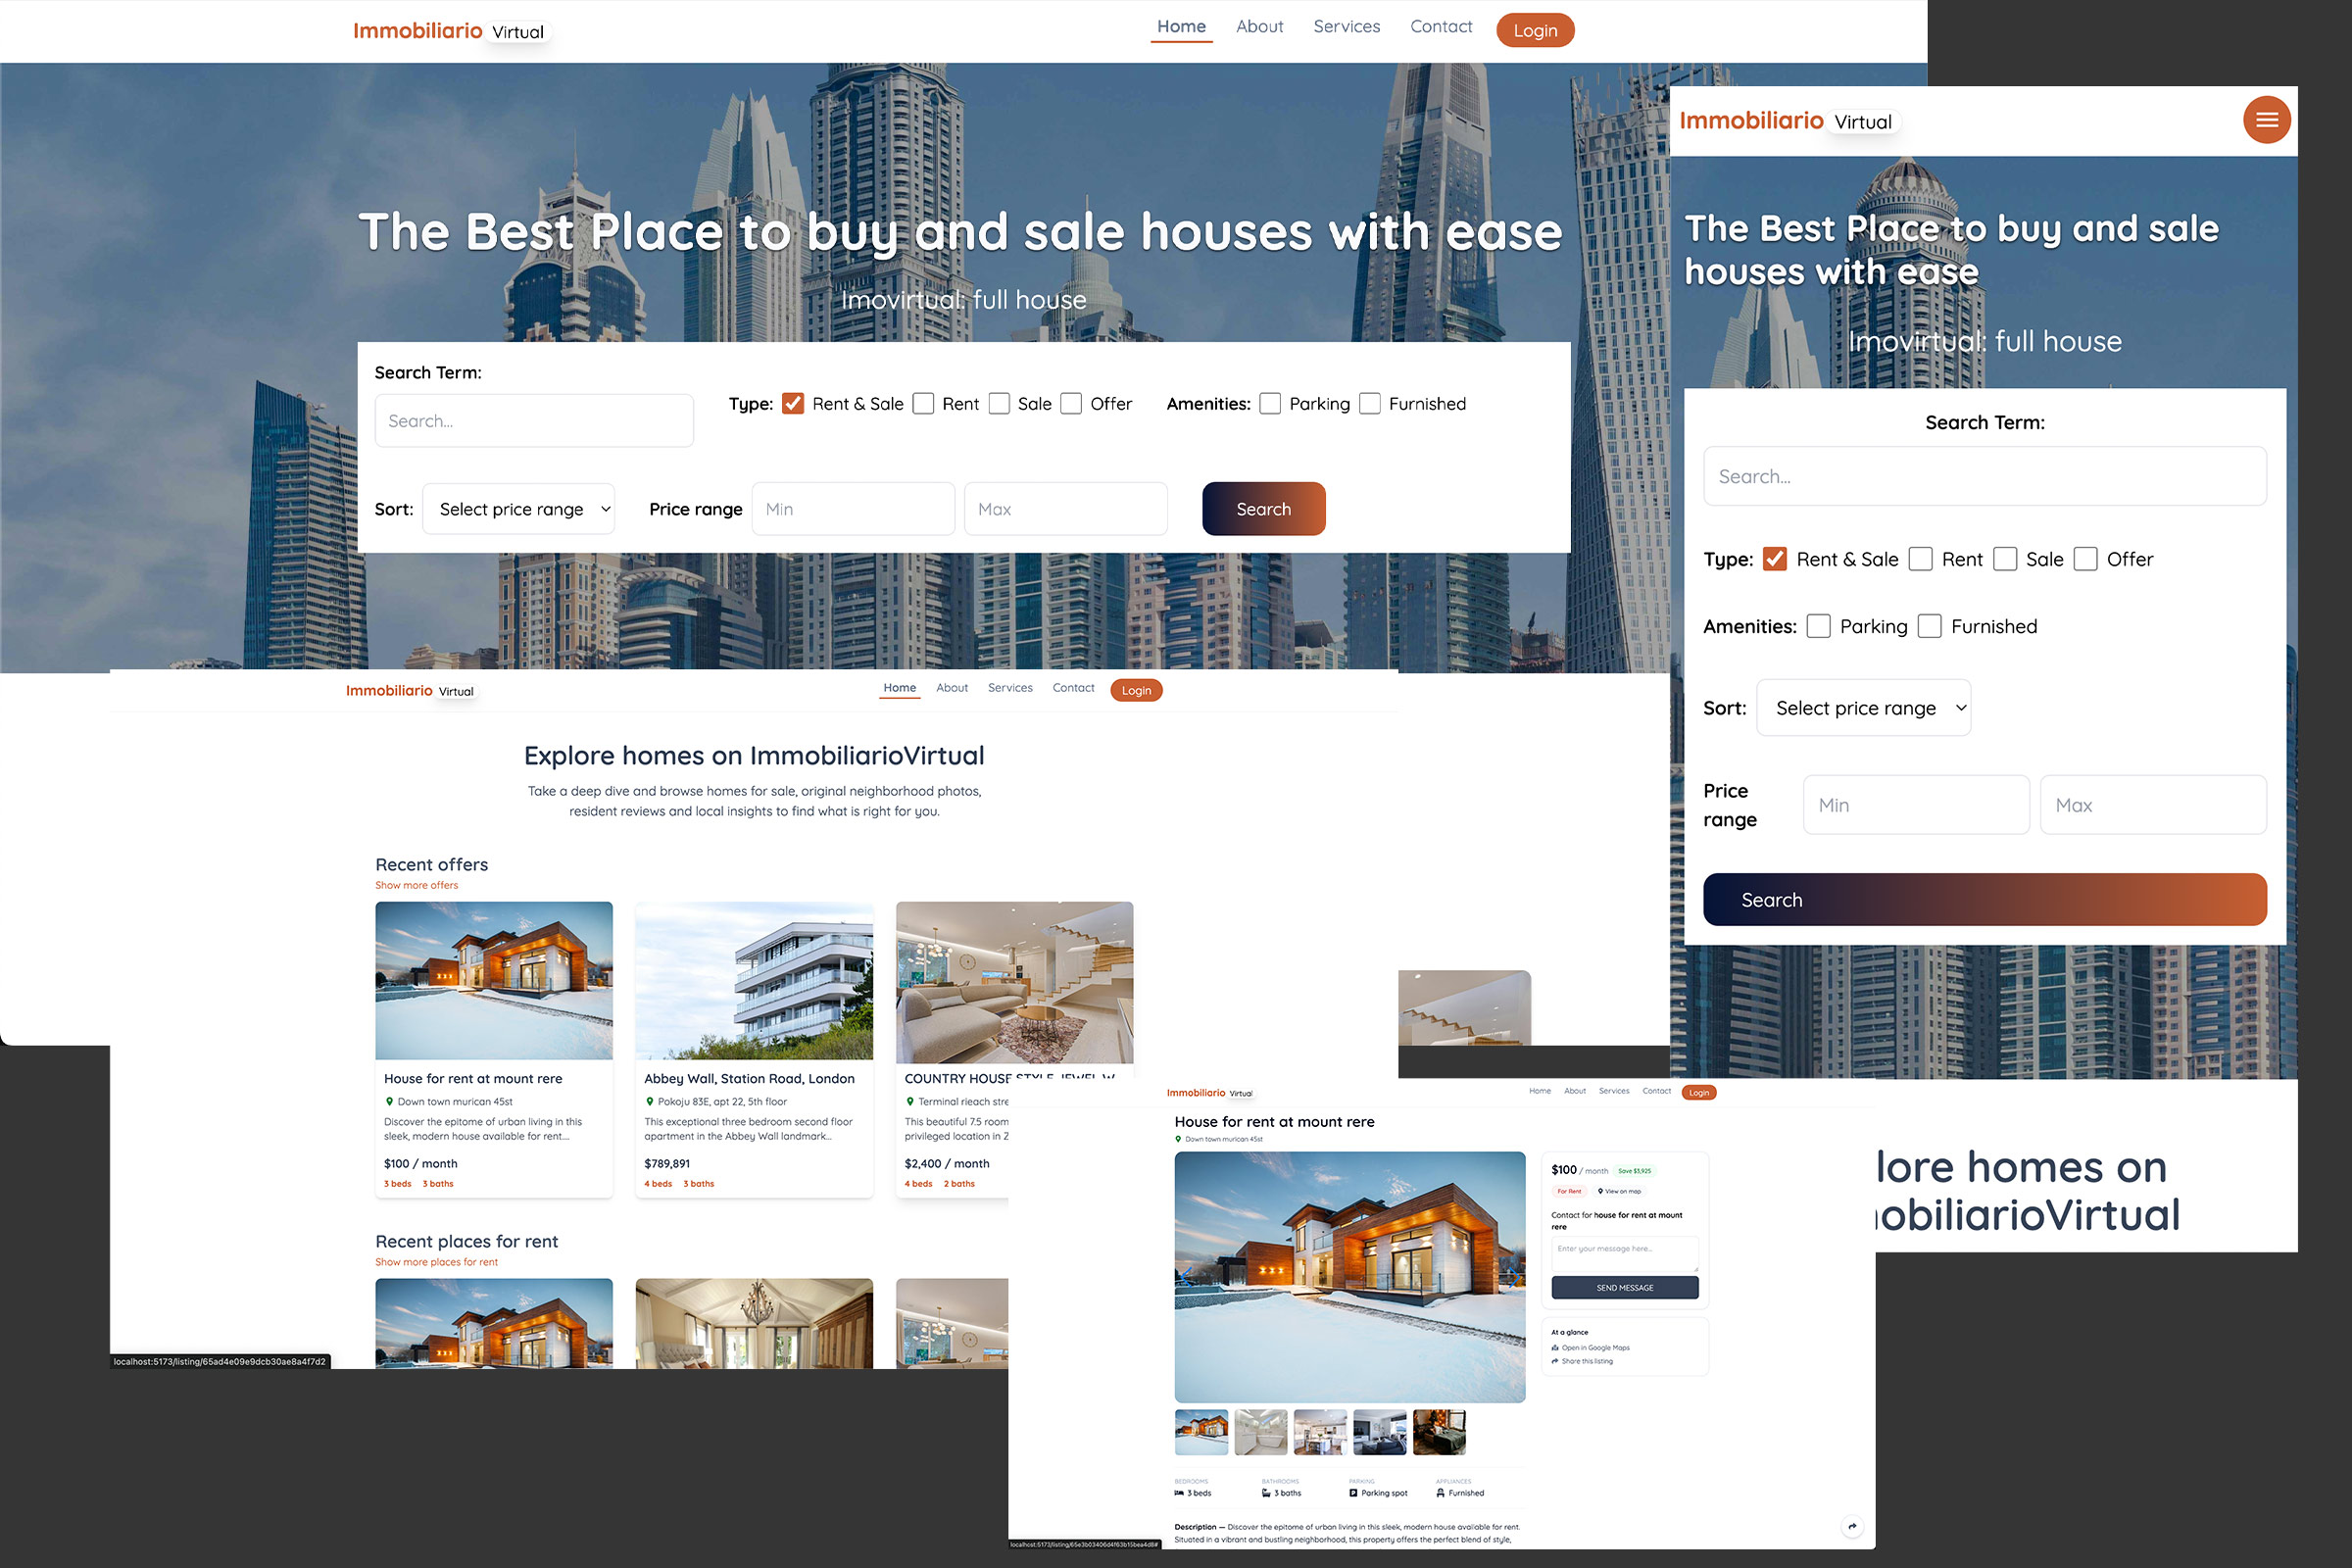 Immobiliario Virtual
Home About Services Contact Login
The Best Place to buy and sale houses with ease
Imovirtual: full house
Search Term:
Search...
Type: Rent & Sale Rent Sale Offer Amenities: Parking Furnished
Sort: Select price range Price range Min Max Search
Immobiliario Virtual
The Best Place to buy and sale
houses with ease
Imovirtual: full house
Search Term:
Search...
Type: Rent & Sale Rent Sale Offer
Amenities: Parking Furnished
Sort: Select price range
Price
range
Min Max
Search
lore homes on
obiliarioVirtual
Immobiliario Virtual
Home About Services Contact Login
Explore homes on ImmobiliarioVirtual
Take a deep dive and browse homes for sale, original neighborhood photos,
resident reviews and local insights to find what is right for you.
Recent offers
Show more offers
House for rent at mount rere
Down town murican 45st
Discover the epitome of urban living in this
sleek, modern house available for rent....
$100 / month
3 beds 3 baths
Abbey Wall, Station Road, London
Pokoju 83E, apt 22, 5th floor
This exceptional three bedroom second floor
apartment in the Abbey Wall landmark...
$789,891
4 beds 3 baths
COUNTRY HOUSE STYLE JEWEL W
Terminal rieach stre
This beautiful 7.5 room
privileged location in Z
$2,400 / month
4 beds 2 baths
Recent places for rent
Show more places for rent
localhost:5173/listing/65ad4e09e9dcb30ae8a4f7d2
Immobiliario Virtual
Home About Services Contact Login
House for rent at mount rere
Down town murican 45st
$100 / month Save $3,925
For Rent View on map
Contact for house for rent at mount
rere
Enter your message here...
SEND MESSAGE
At a glance
Open in Google Maps
Share this listing
BEDROOMS BATHROOMS PARKING APPLIANCES
3 beds 3 baths Parking spot Furnished
Description — Discover the epitome of urban living in this sleek, modern house available for rent.
Situated in a vibrant and bustling neighborhood, this property offers the perfect blend of style,